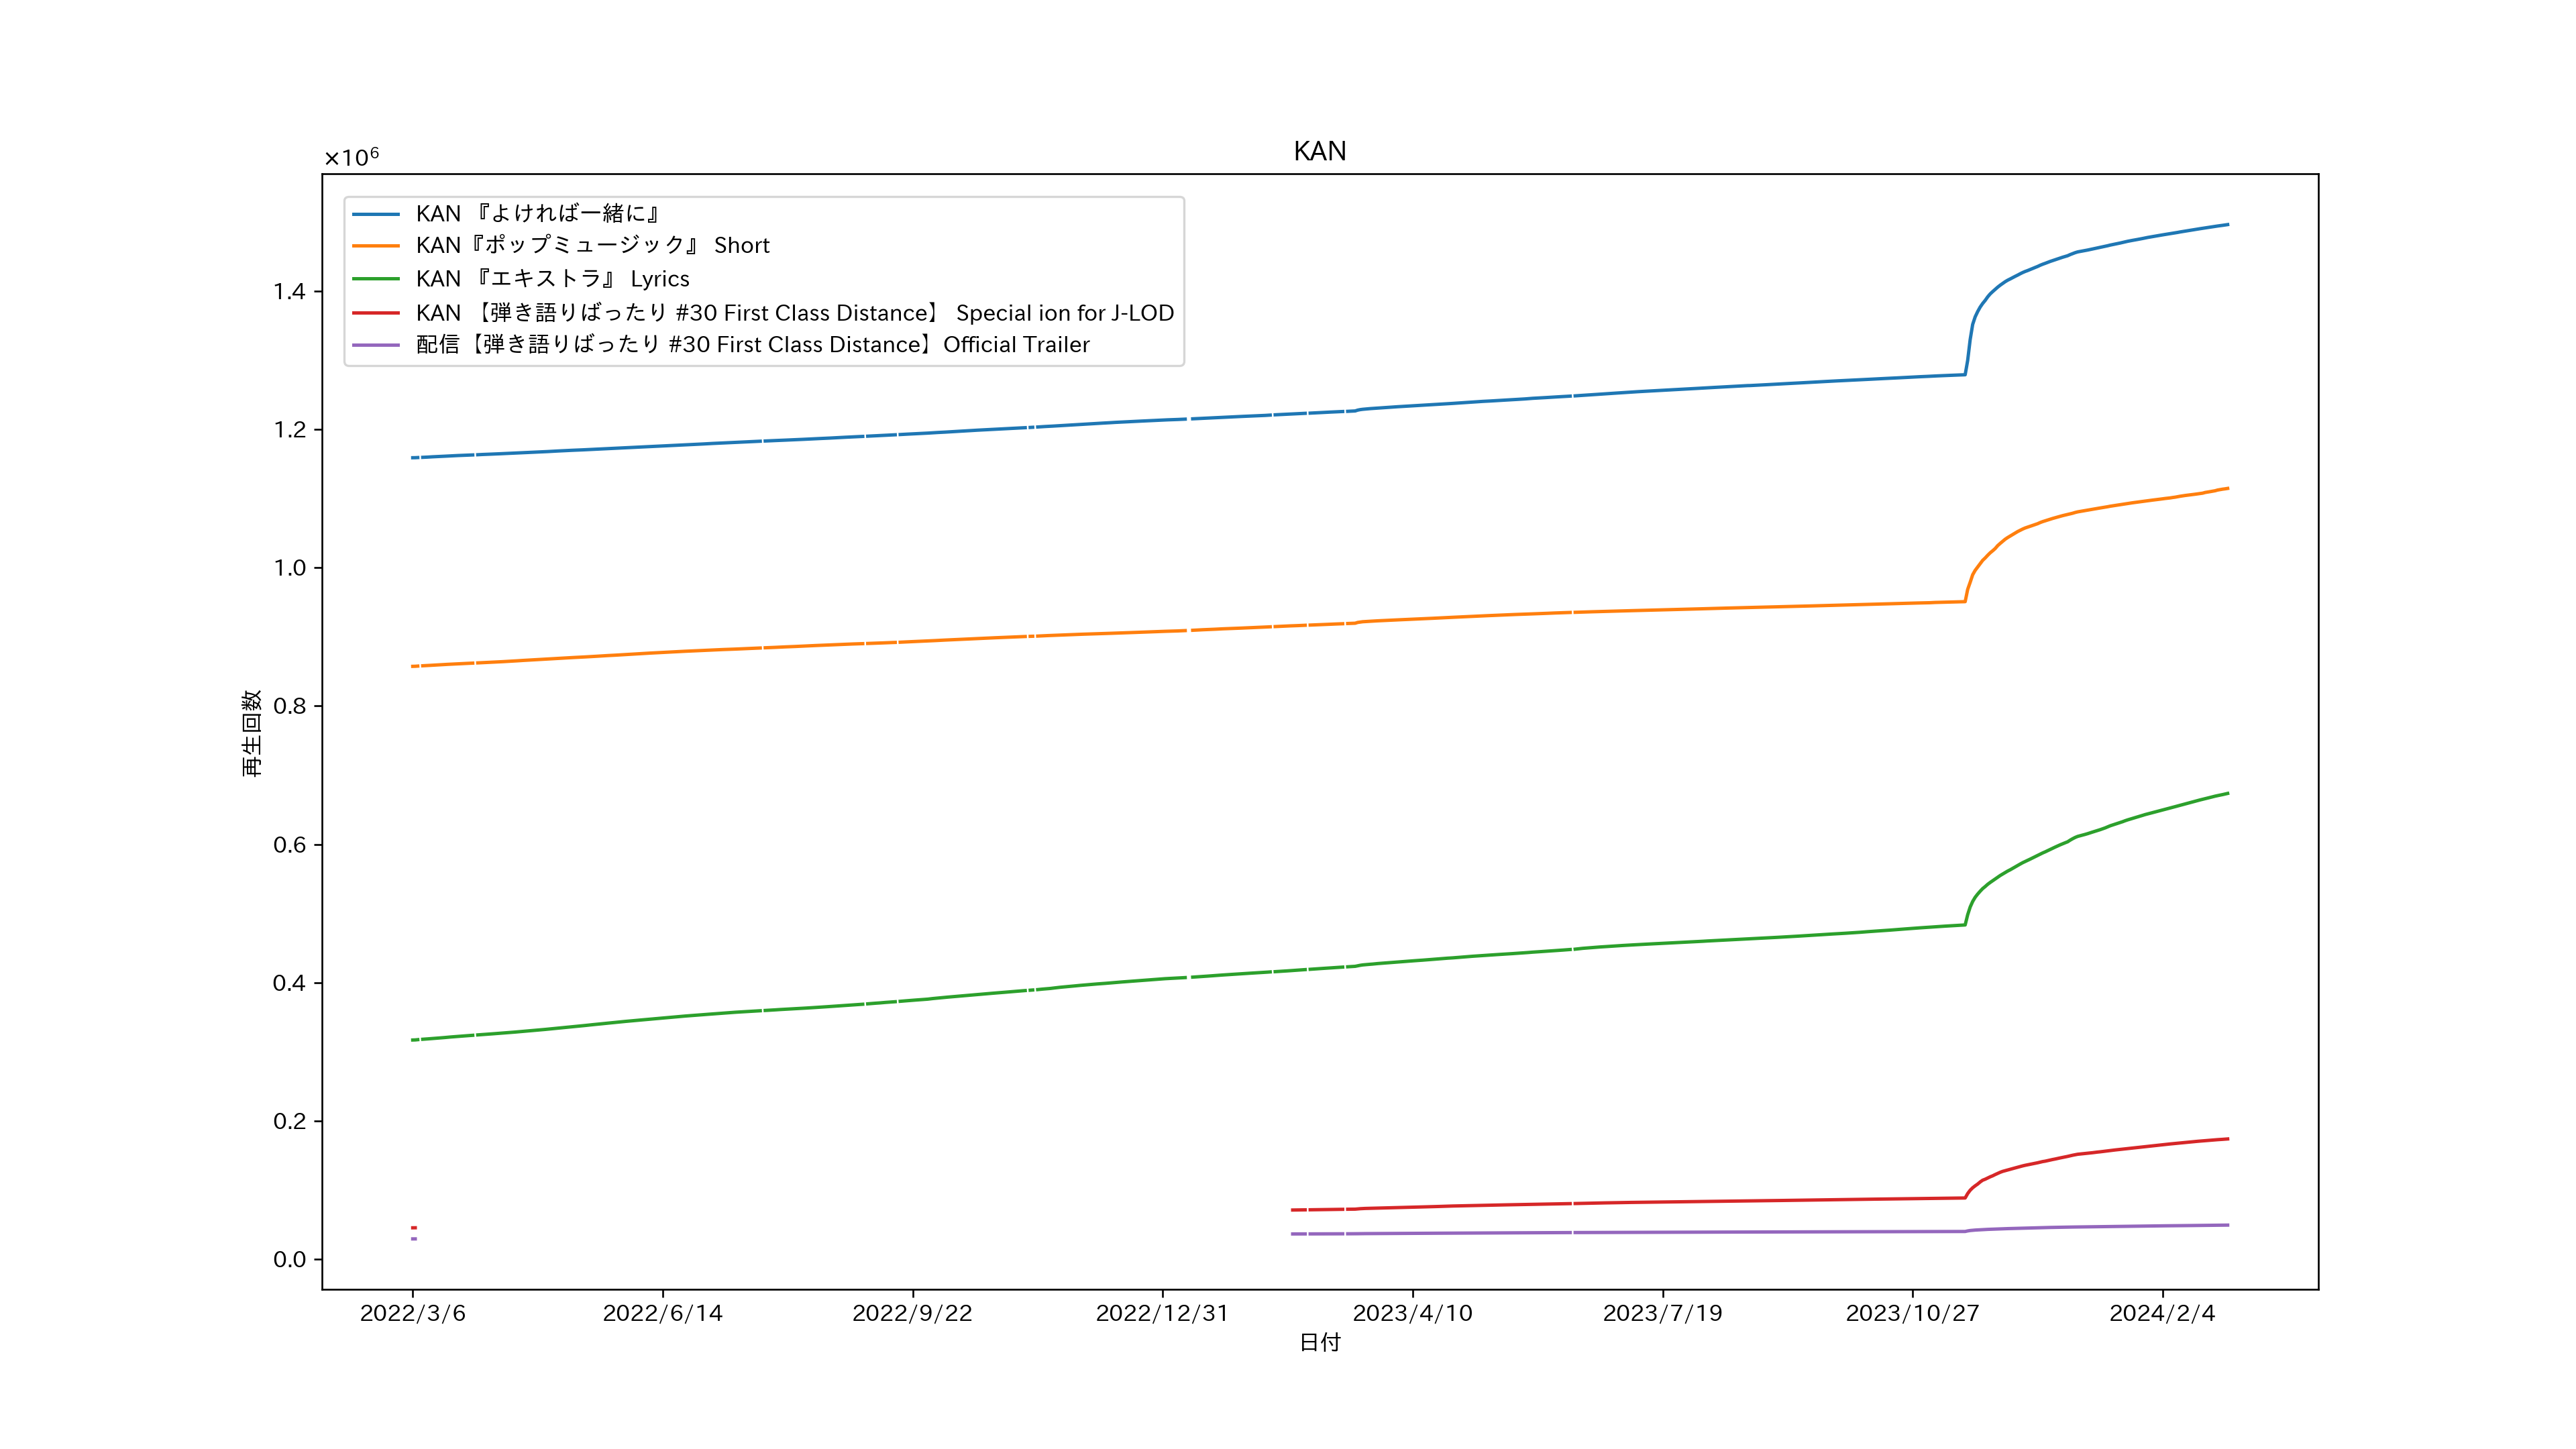 KAN
×10⁶
KAN 『よければ一緒に』
KAN『ポップミュージック』 Short
KAN 『エキストラ』 Lyrics
KAN 【弾き語りばったり #30 First Class Distance】 Special ion for J-LOD
配信【弾き語りばったり #30 First Class Distance】Official Trailer
1.4
1.2
1.0
0.8
0.6
0.4
0.2
0.0
再生回数
2022/3/6 2022/6/14 2022/9/22 2022/12/31 2023/4/10 2023/7/19 2023/10/27 2024/2/4
日付